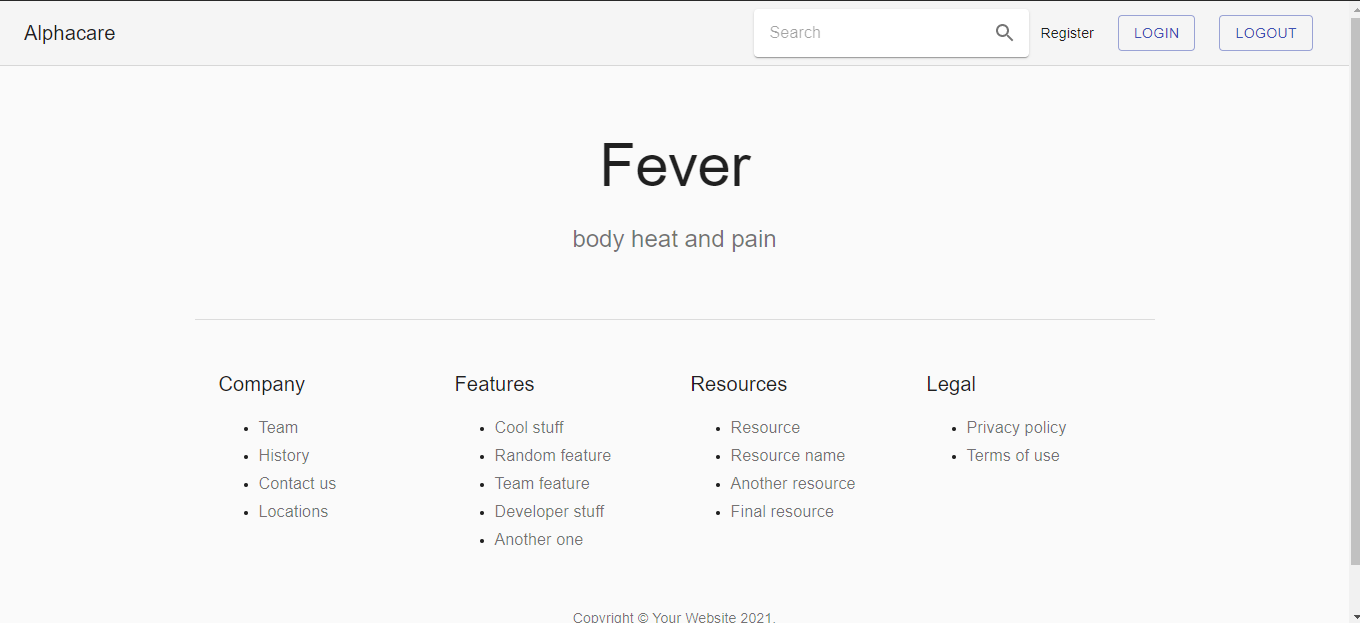 Alphacare
Search
Register
LOGIN
LOGOUT
Fever
body heat and pain
Company
Team
History
Contact us
Locations
Features
Cool stuff
Random feature
Team feature
Developer stuff
Another one
Resources
Resource
Resource name
Another resource
Final resource
Legal
Privacy policy
Terms of use
Copyright © Your Website 2021.